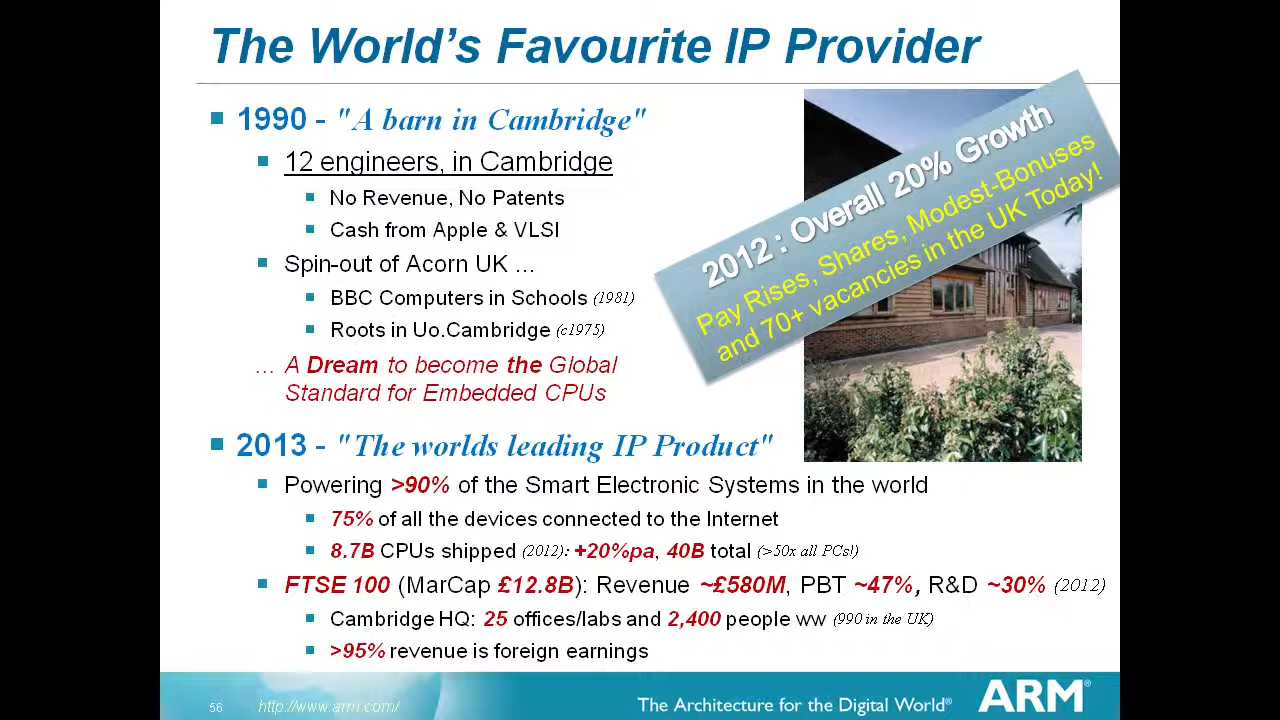 The World's Favourite IP Provider
1990 - "A barn in Cambridge"
12 engineers, in Cambridge
No Revenue, No Patents
Cash from Apple & VLSI
Spin-out of Acorn UK ...
BBC Computers in Schools (1981)
Roots in Uo.Cambridge (c1975)
... A Dream to become the Global
Standard for Embedded CPUs
2012 : Overall 20% Growth
Pay Rises, Shares, Modest-Bonuses
and 70+ vacancies in the UK Today!
2013 - "The worlds leading IP Product"
Powering >90% of the Smart Electronic Systems in the world
75% of all the devices connected to the Internet
8.7B CPUs shipped (2012): +20%pa, 40B total (>50x all PCs!)
FTSE 100 (MarCap £12.8B): Revenue ~£580M, PBT ~47%, R&D ~30% (2012)
Cambridge HQ: 25 offices/labs and 2,400 people ww (990 in the UK)
>95% revenue is foreign earnings
56 http://www.arm.com/
The Architecture for the Digital World®
ARM®